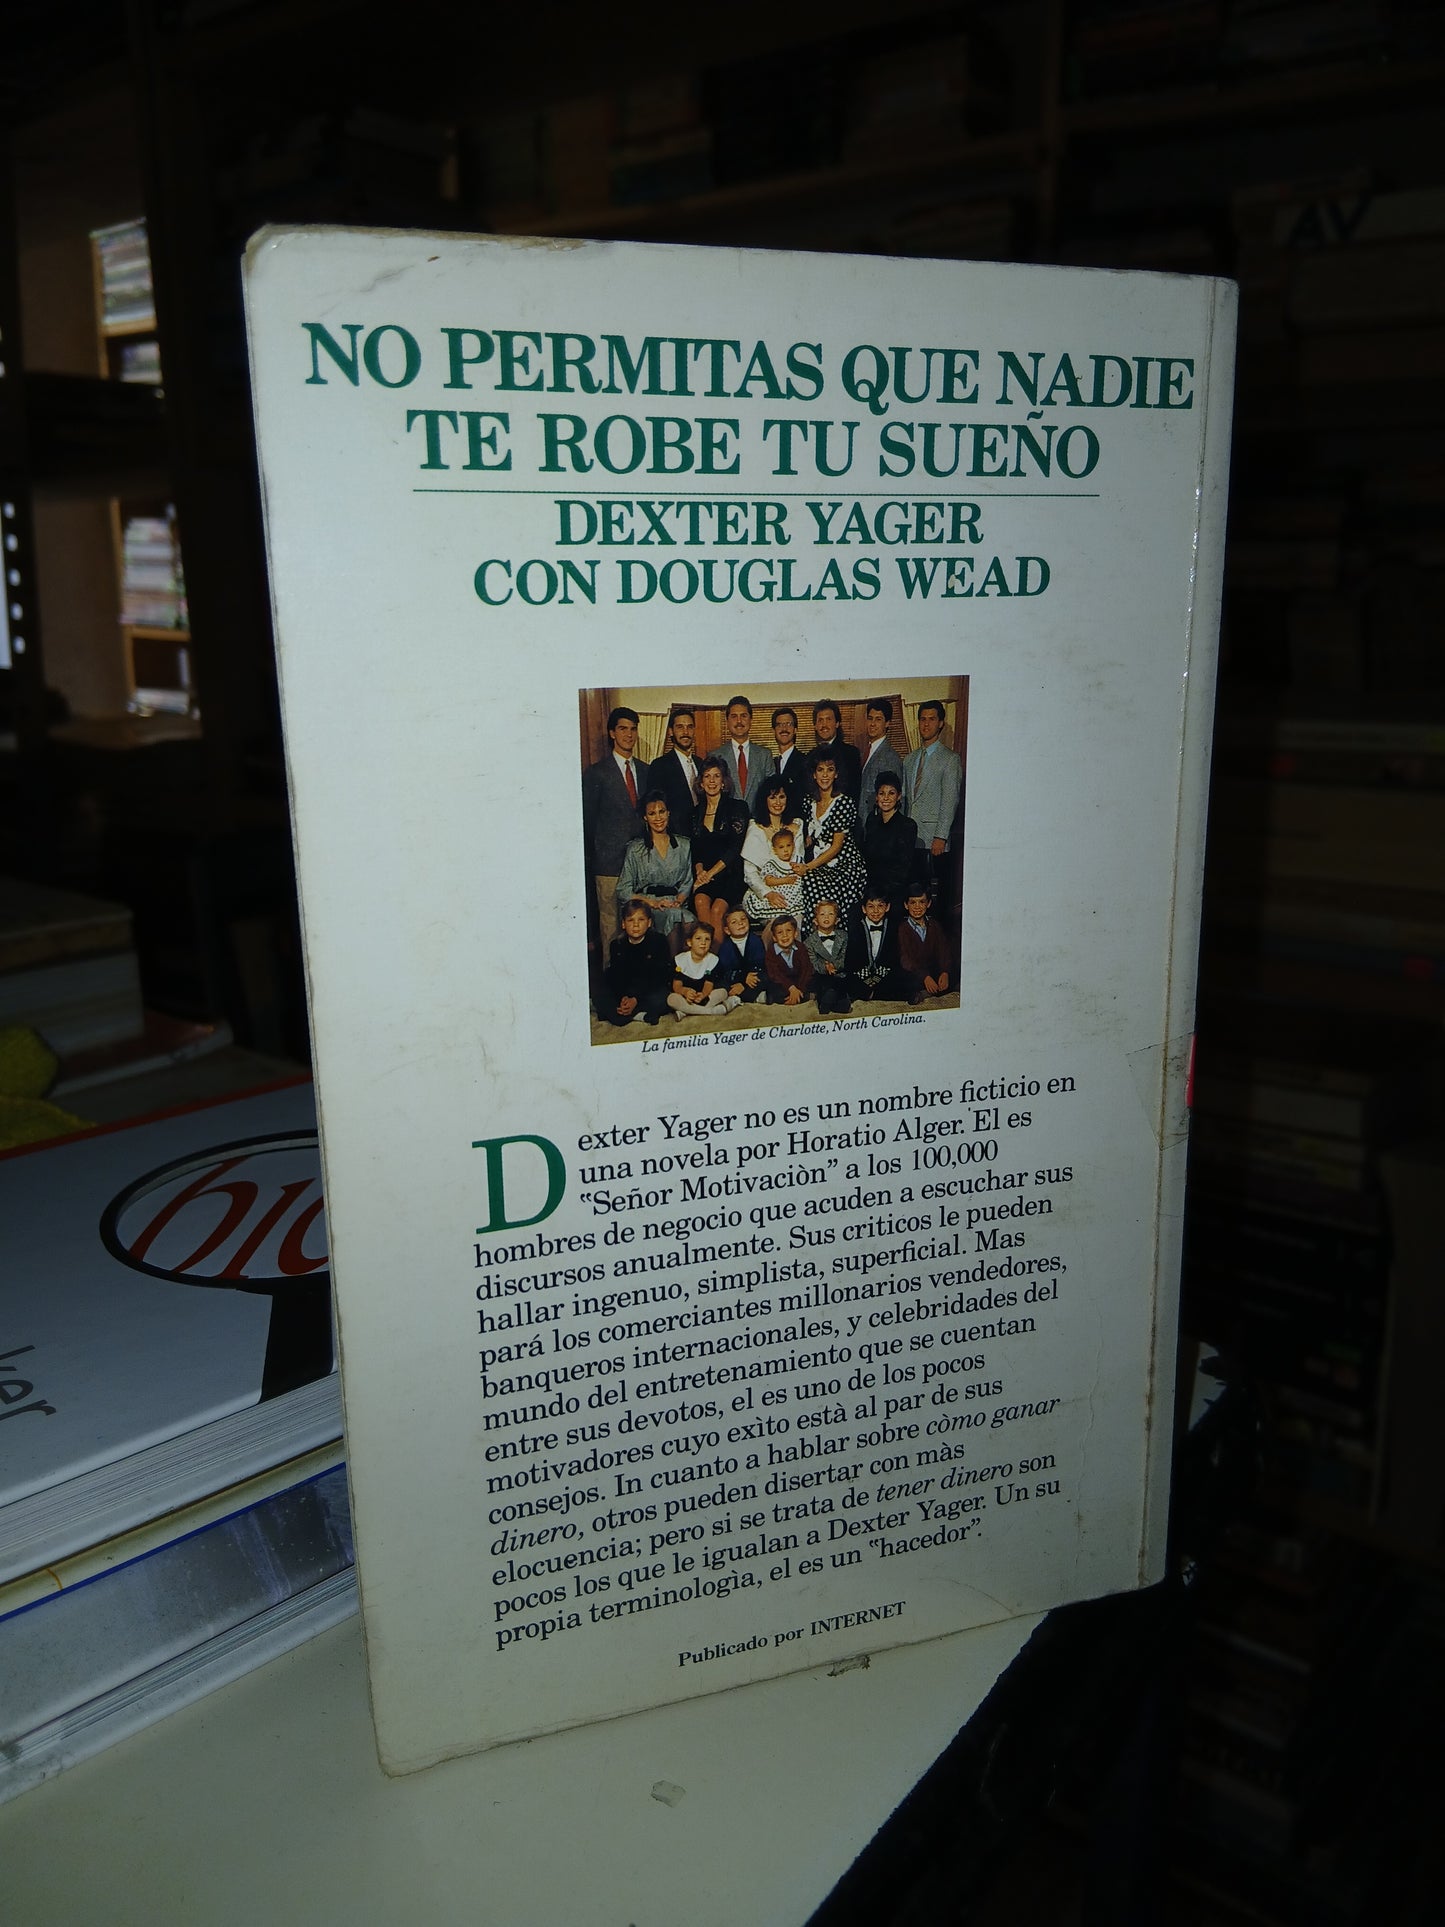 NO PERMITAS QUE NADIE
TE ROBE TU SUEÑO
DEXTER YAGER
CON DOUGLAS WEAD
La familia Yager de Charlotte, North Carolina.
Dexter Yager no es un nombre ficticio en
una novela por Horatio Alger. El es
“Señor Motivaciòn” a los 100,000
hombres de negocio que acuden a escuchar sus
discursos anualmente. Sus criticos le pueden
hallar ingenuo, simplista, superficial. Mas
pará los comerciantes millonarios vendedores,
banqueros internacionales, y celebridades del
mundo del entretenamiento que se cuentan
entre sus devotos, el es uno de los pocos
motivadores cuyo exìto està al par de sus
consejos. In cuanto a hablar sobre còmo ganar
dinero, otros pueden disertar con màs
elocuencia; pero si se trata de tener dinero son
pocos los que le igualan a Dexter Yager. Un su
propia terminologìa, el es un “hacedor”.
Publicado por INTERNET
AV